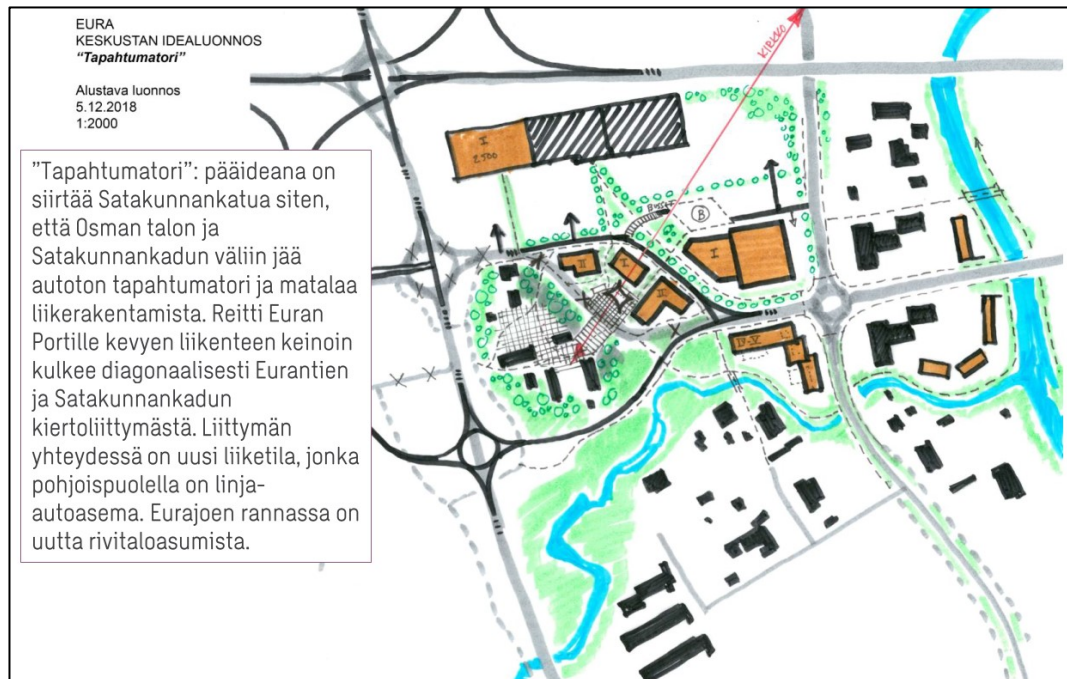 EURA
KESKUSTAN IDEALUONNOS
"Tapahtumatori"
Alustava luonnos
5.12.2018
1:2000
"Tapahtumatori": pääideana on
siirtää Satakunnankatua siten,
että Osman talon ja
Satakunnankadun väliin jää
autoton tapahtumatori ja matalaa
liikerakentamista. Reitti Euran
Portille kevyen liikenteen keinoin
kulkee diagonaalisesti Eurantien
ja Satakunnankadun
kiertoliittymästä. Liittymän
yhteydessä on uusi liiketila, jonka
pohjoispuolella on linja-
autoasema. Eurajoen rannassa on
uutta rivitaloasumista.
KIRKKO
I
2500
B
II
I
I
III